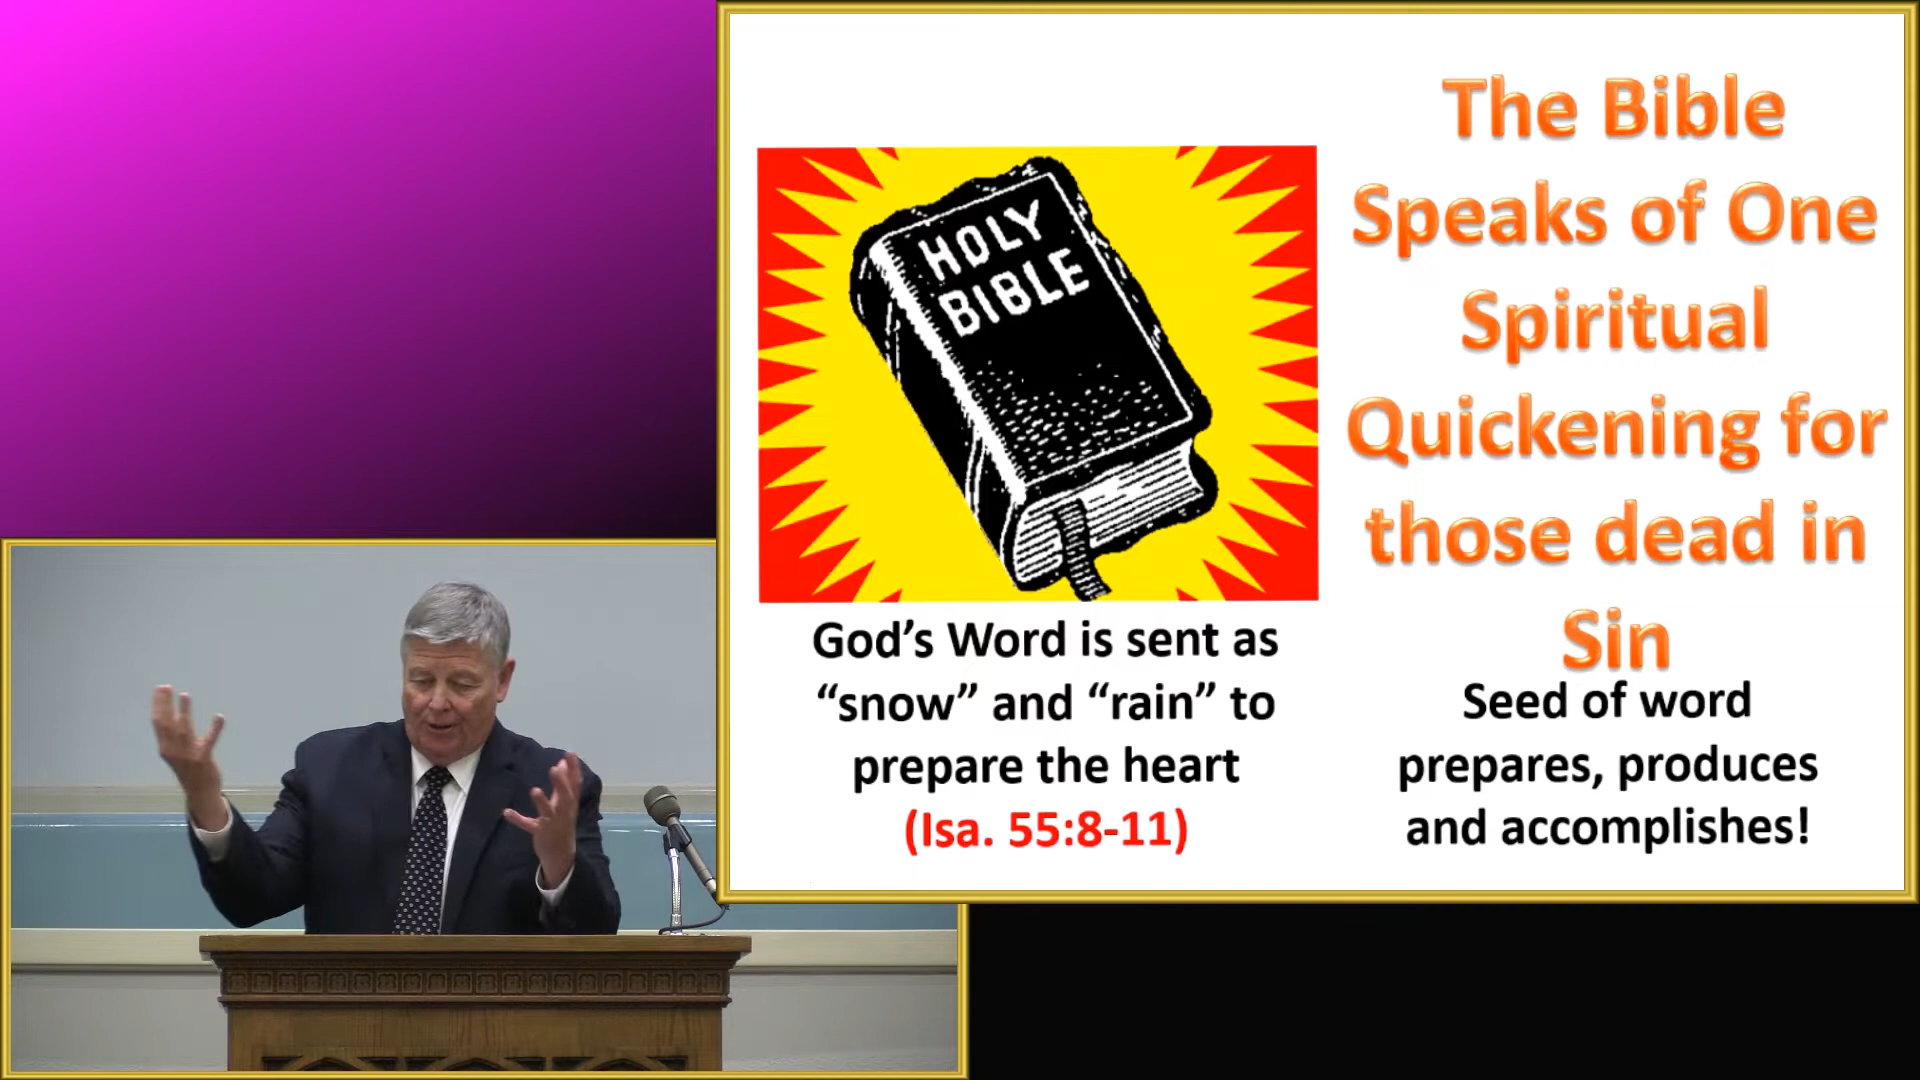 The Bible
Speaks of One
Spiritual
Quickening for
those dead in
Sin
HOLY
BIBLE
God’s Word is sent as
“snow” and “rain” to
prepare the heart
(Isa. 55:8-11)
Seed of word
prepares, produces
and accomplishes!